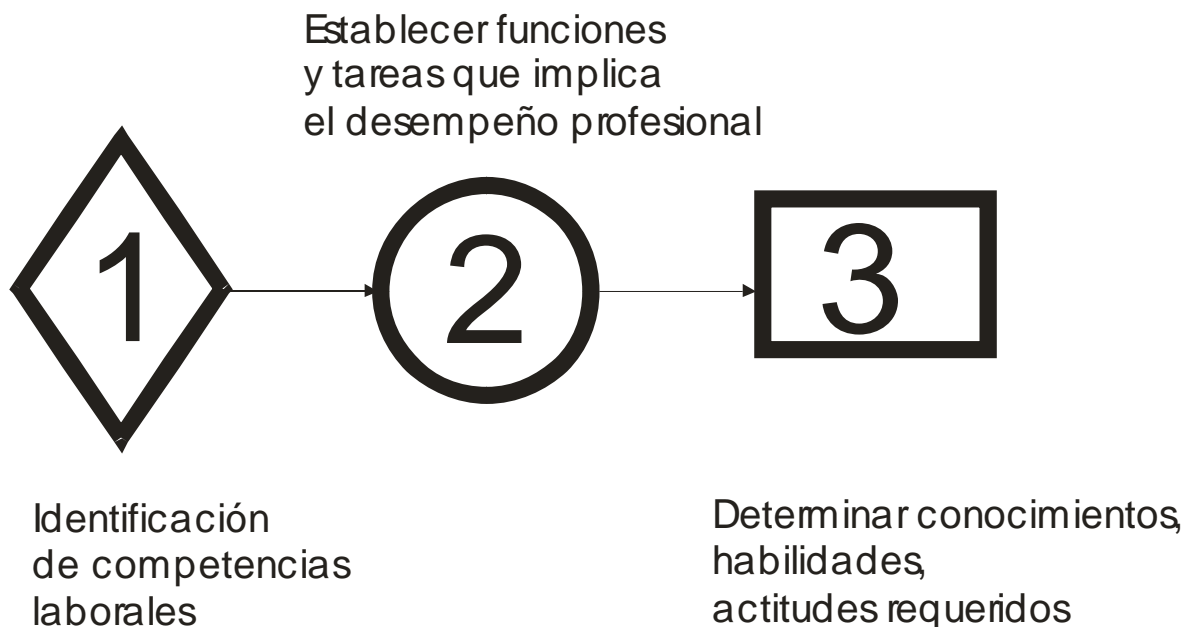 Establecer funciones
y tareas que implica
el desempeño profesional
1
2
3
Identificación
de competencias
laborales
Determinar conocimientos,
habilidades,
actitudes requeridos